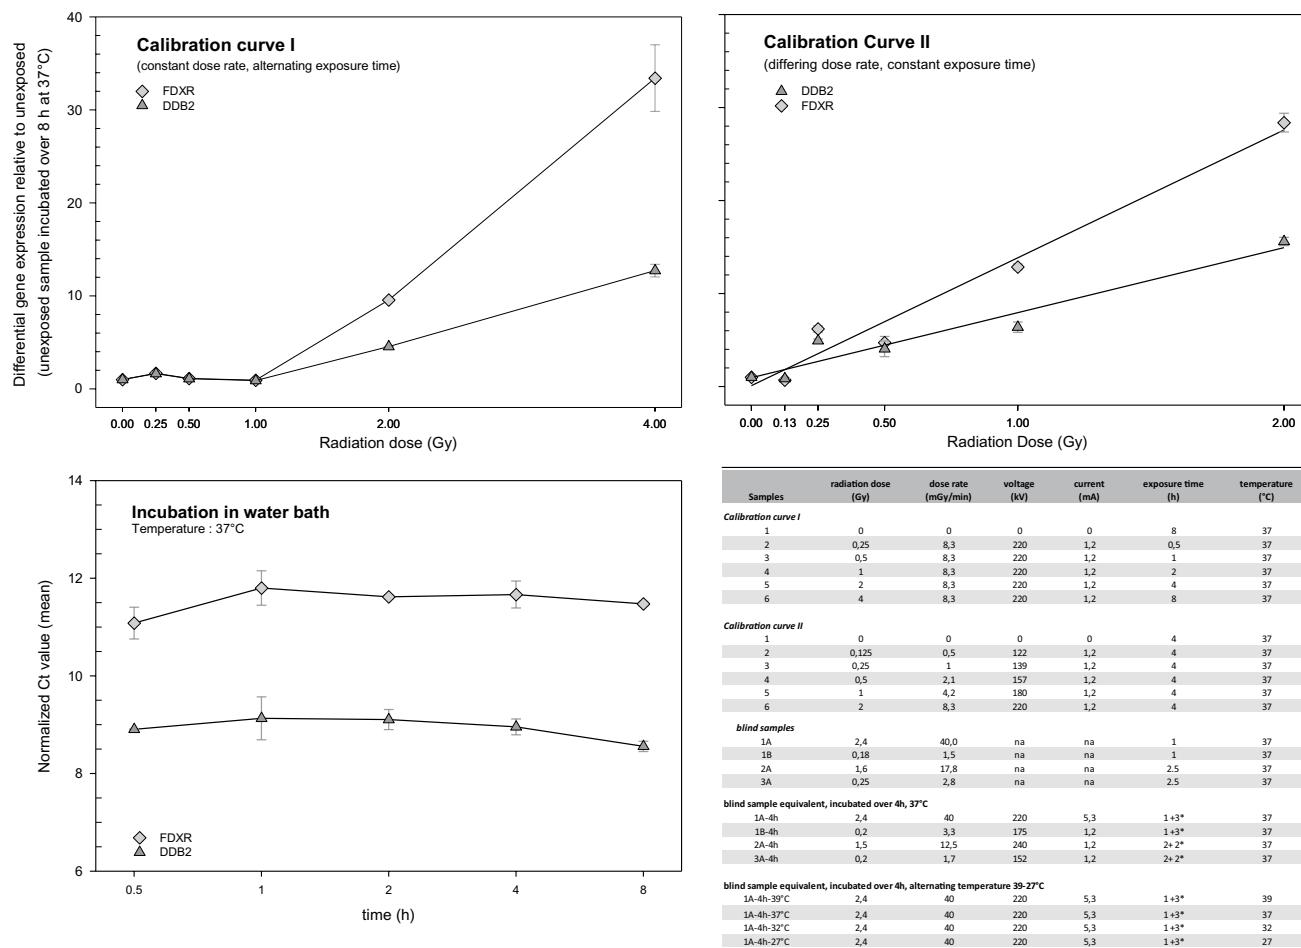 Differential gene expression relative to unexposed
(unexposed sample incubated over 8 h at 37°C)
40
30
20
10
0
Calibration curve I
(constant dose rate, alternating exposure time)
FDXR
DDB2
0.00 0.25 0.50 1.00 2.00 4.00
Radiation dose (Gy)
Calibration Curve II
(differing dose rate, constant exposure time)
DDB2
FDXR
0.00 0.13 0.25 0.50 1.00 2.00
Radiation Dose (Gy)
Normalized Ct value (mean)
14
12
10
8
6
Incubation in water bath
Temperature : 37°C
FDXR
DDB2
0.5 1 2 4 8
time (h)
radiation dose dose rate voltage current exposure time temperature
Samples (Gy) (mGy/min) (kV) (mA) (h) (°C)
Calibration curve I
1 0 0 0 0 8 37
2 0,25 8,3 220 1,2 0,5 37
3 0,5 8,3 220 1,2 1 37
4 1 8,3 220 1,2 2 37
5 2 8,3 220 1,2 4 37
6 4 8,3 220 1,2 8 37
Calibration curve II
1 0 0 0 0 4 37
2 0,125 0,5 122 1,2 4 37
3 0,25 1 139 1,2 4 37
4 0,5 2,1 157 1,2 4 37
5 1 4,2 180 1,2 4 37
6 2 8,3 220 1,2 4 37
blind samples
1A 2,4 40,0 na na 1 37
1B 0,18 1,5 na na 1 37
2A 1,6 17,8 na na 2.5 37
3A 0,25 2,8 na na 2.5 37
blind sample equivalent, incubated over 4h, 37°C
1A-4h 2,4 40 220 5,3 1+3* 37
1B-4h 0,2 3,3 175 1,2 1+3* 37
2A-4h 1,5 12,5 240 1,2 2+2* 37
3A-4h 0,2 1,7 152 1,2 2+2* 37
blind sample equivalent, incubated over 4h, alternating temperature 39-27°C
1A-4h-39°C 2,4 40 220 5,3 1+3* 39
1A-4h-37°C 2,4 40 220 5,3 1+3* 37
1A-4h-32°C 2,4 40 220 5,3 1+3* 32
1A-4h-27°C 2,4 40 220 5,3 1+3* 27